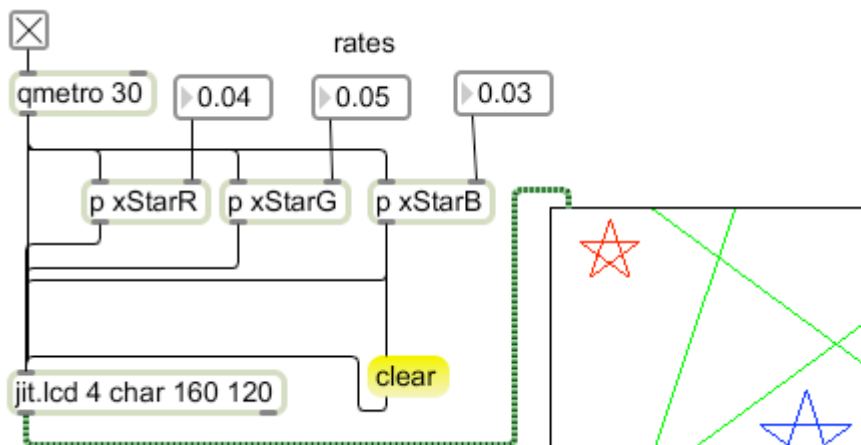 rates
qmetro 30
0.04
0.05
0.03
p xStarR
p xStarG
p xStarB
clear
jit.lcd 4 char 160 120